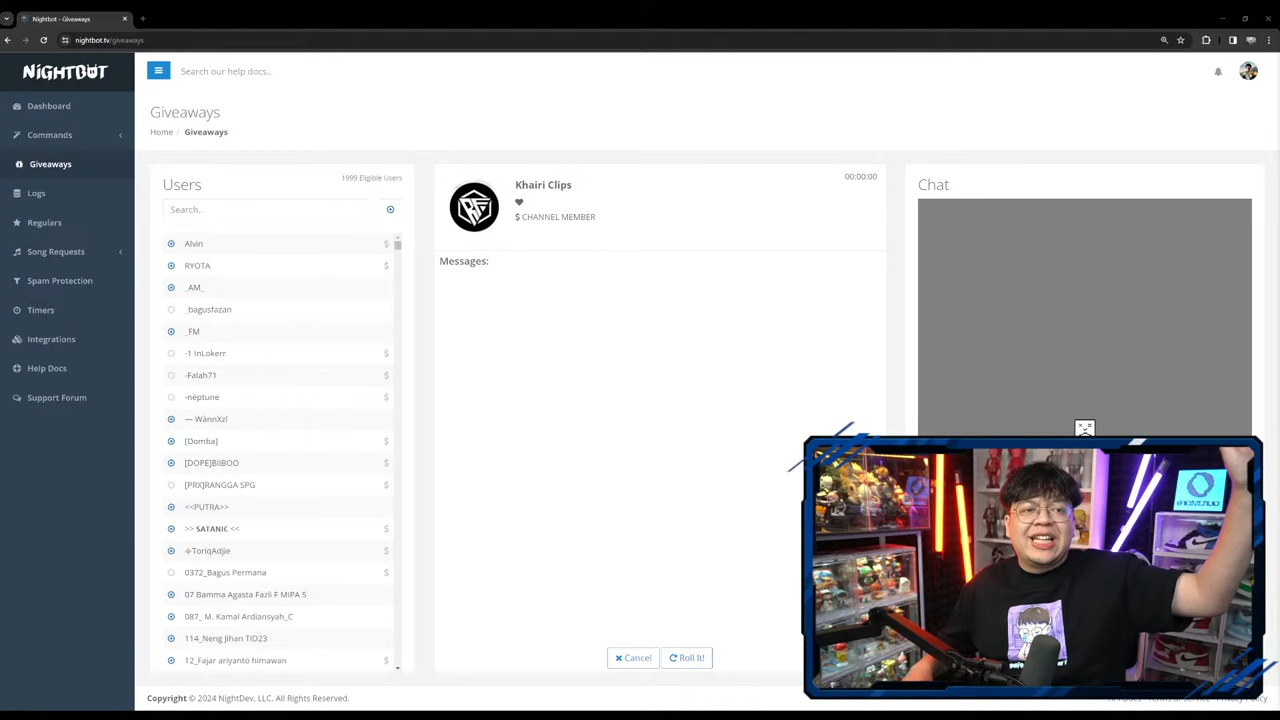 Nightbot - Giveaways
nightbot.tv/giveaways
NIGHTBOT
Search our help docs..
Dashboard
Commands
Giveaways
Logs
Regulars
Song Requests
Spam Protection
Timers
Integrations
Help Docs
Support Forum
Giveaways
Home / Giveaways
Users
1999 Eligible Users
Search..
Alvin $
RYOTA $
_AM_
_bagusfazan
_FM
-1 InLokerr $
-Falah71 $
-nèptune $
— WànnXzl
[Domba] $
[DOPE]BilBOO $
[PRX]RANGGA SPG $
<<PUTRA>>
>> SATANIC << $
ToriqAdjie $
0372_Bagus Permana $
07 Bamma Agasta Fazli F MIPA 5
087_ M. Kamal Ardiansyah_C
114_Neng Jihan TID23
12_Fajar ariyanto himawan $
Khairi Clips
00:00:00
$ CHANNEL MEMBER
Messages:
Cancel
Roll It!
Chat
Copyright © 2024 NightDev, LLC. All Rights Reserved.